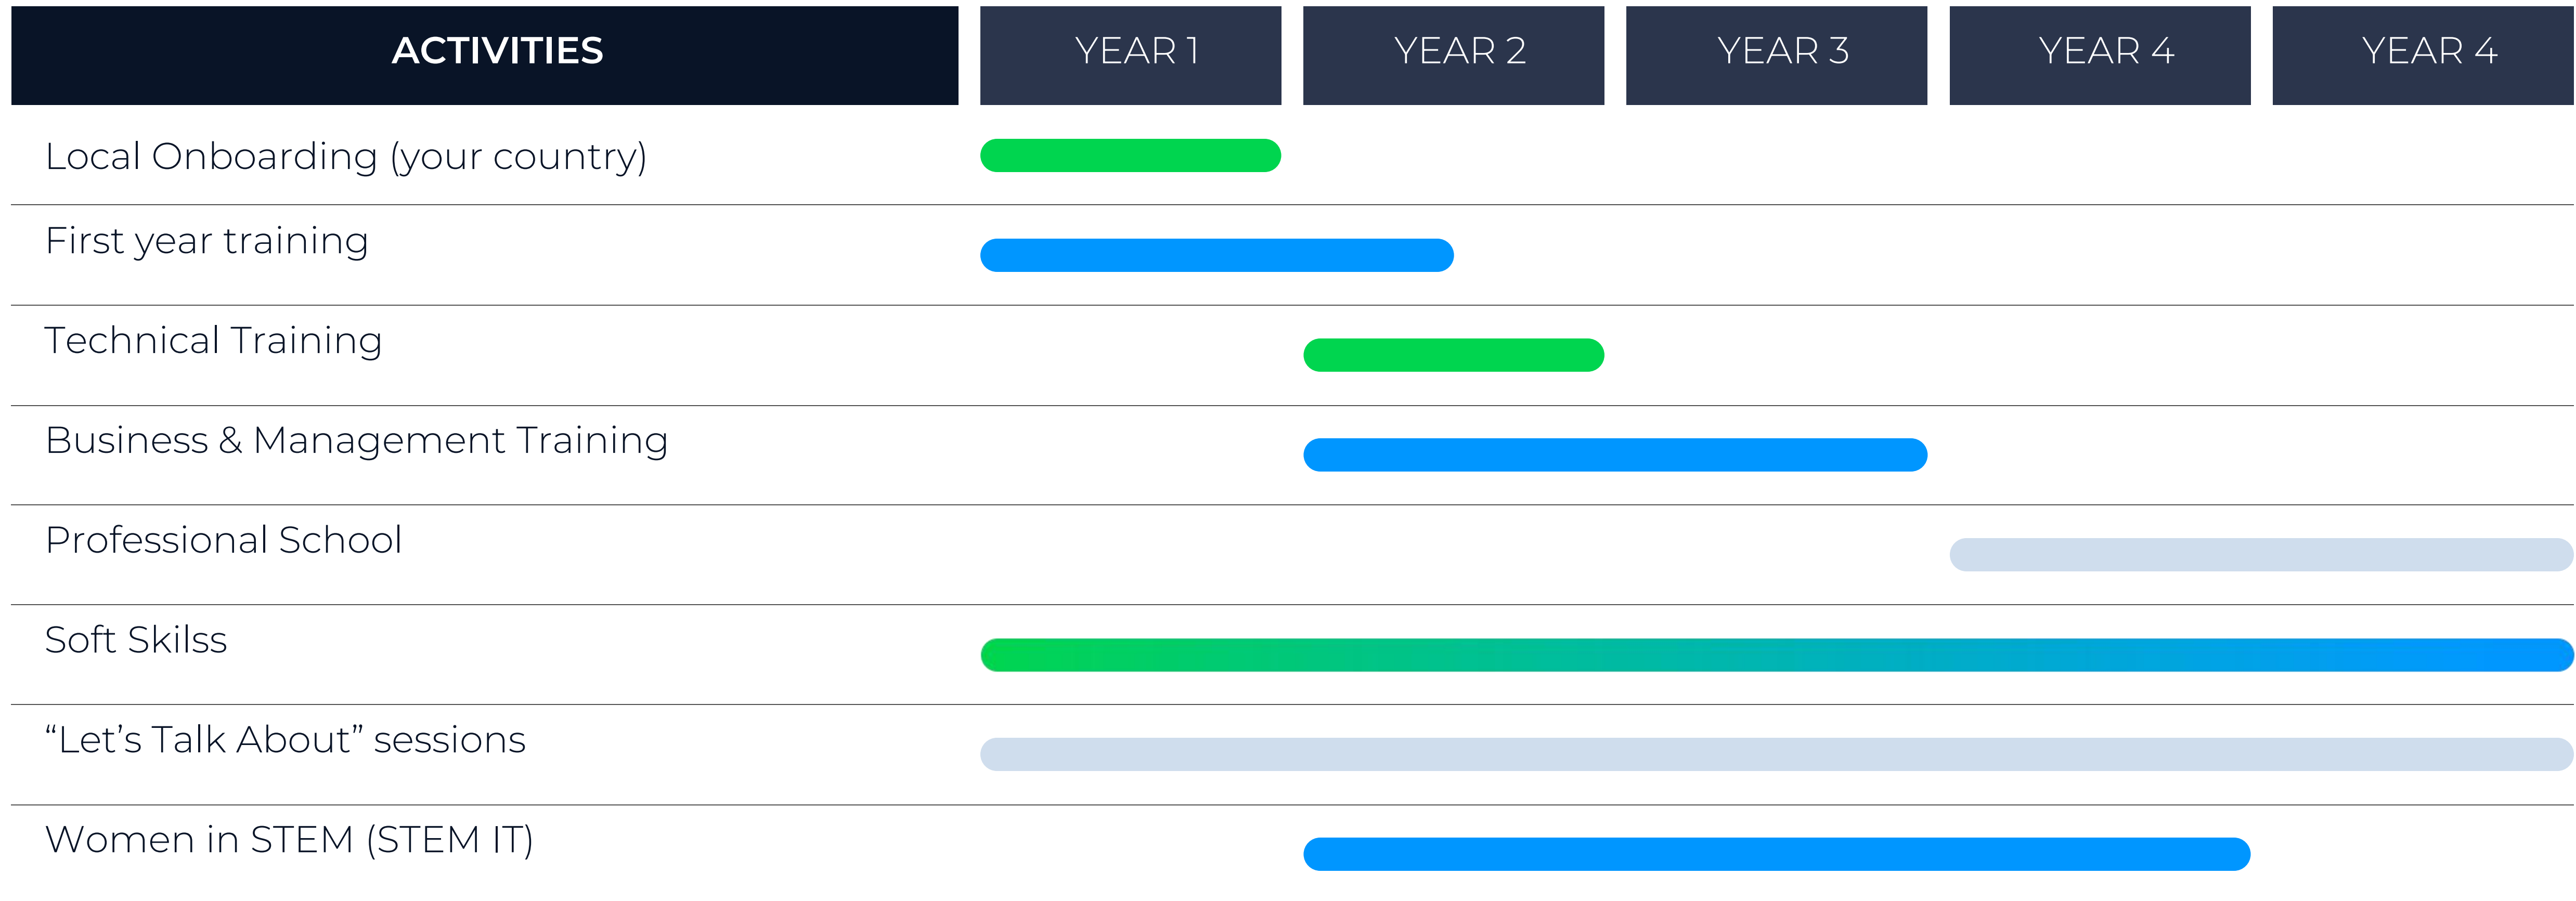 ACTIVITIES YEAR 1 YEAR 2 YEAR 3 YEAR 4 YEAR 4
Local Onboarding (your country)
First year training
Technical Training
Business & Management Training
Professional School
Soft Skilss
“Let’s Talk About” sessions
Women in STEM (STEM IT)